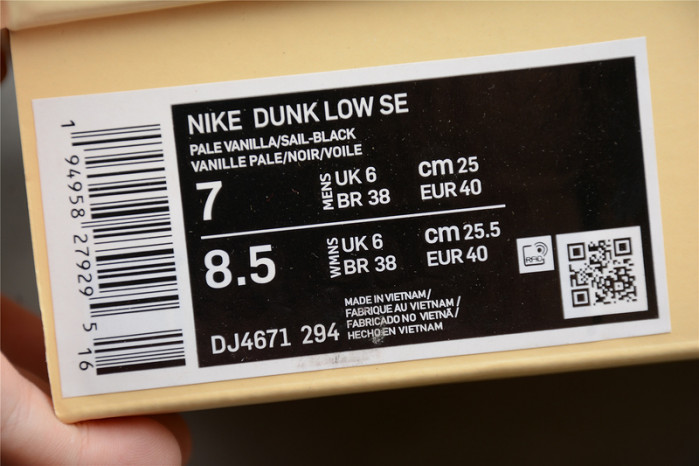 NIKE DUNK LOW SE
PALE VANILLA/SAIL-BLACK
VANILLE PALE/NOIR/VOILE
7 MENS UK 6 cm 25
BR 38 EUR 40
8.5 WMNS UK 6 cm 25.5
BR 38 EUR 40
RFID
DJ4671 294
MADE IN VIETNAM/
FABRIQUE AU VIETNAM/
FABRICADO NO VIETNÃ/
HECHO EN VIETNAM
1 94958 27929 5 16